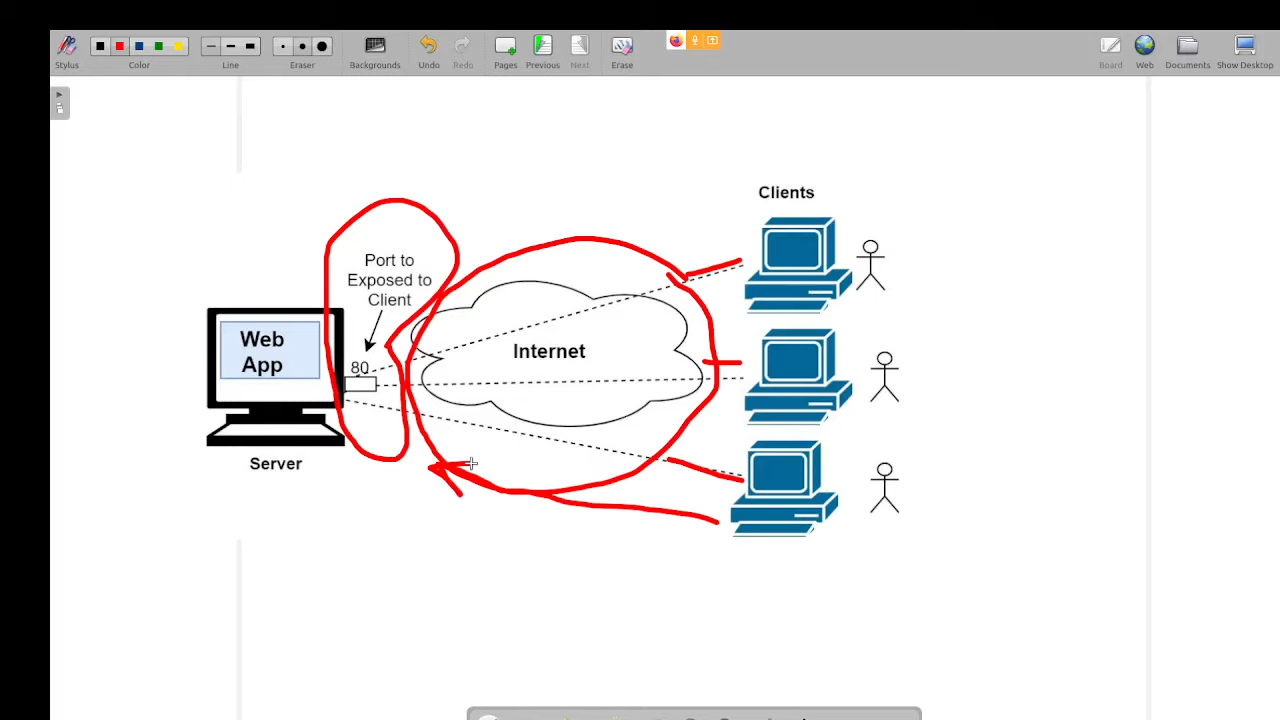 Stylus
Color
Line
Eraser
Backgrounds
Undo
Redo
Pages
Previous
Next
Erase
Board
Web
Documents
Show Desktop
Clients
Port to
Exposed to
Client
Web
App
80
Internet
Server